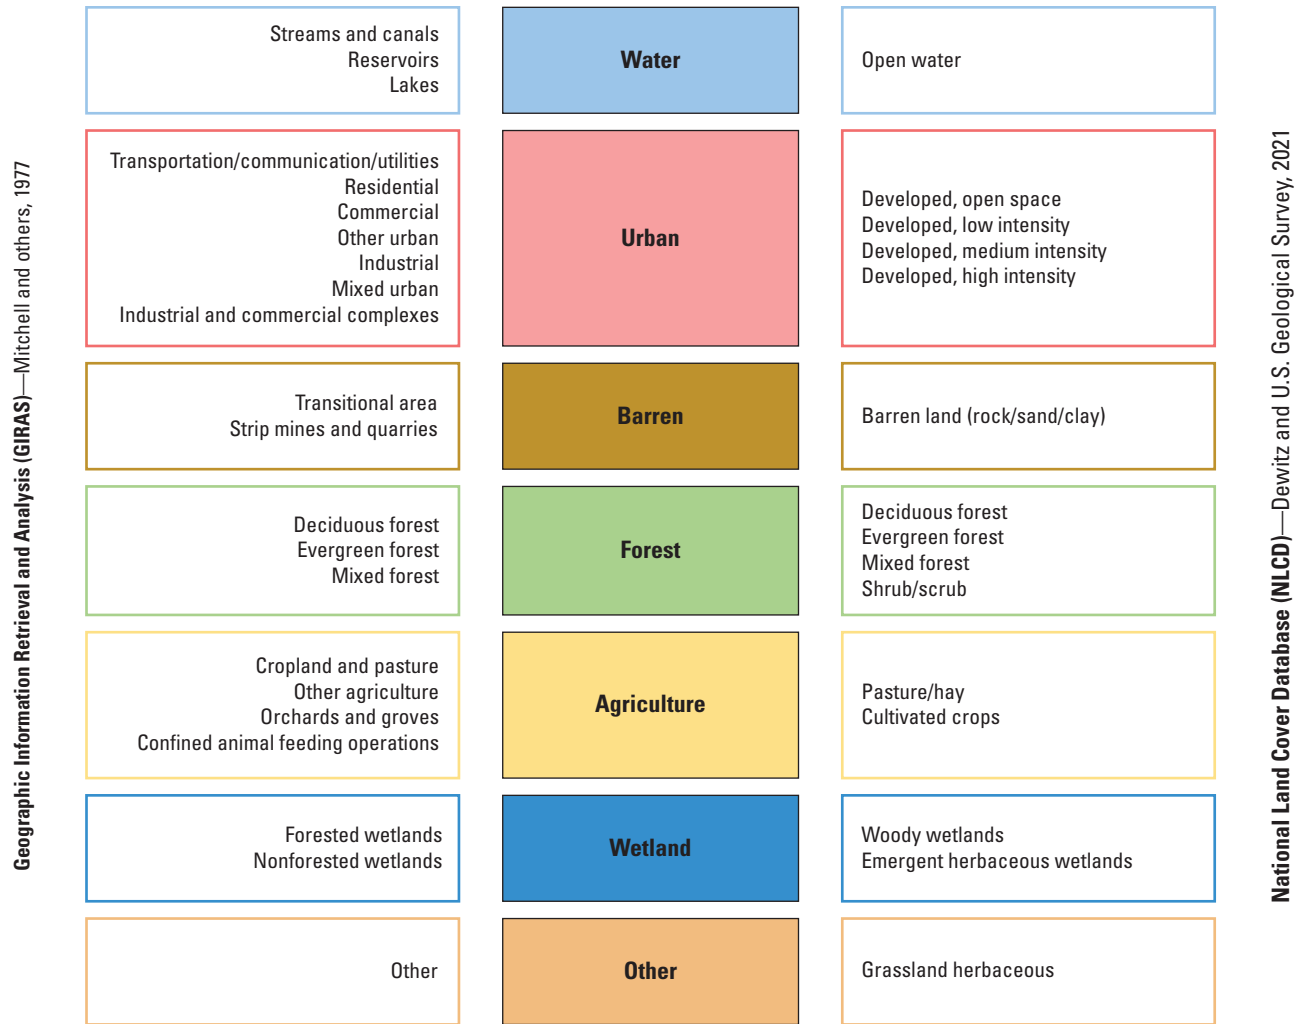 Geographic Information Retrieval and Analysis (GIRAS)—Mitchell and others, 1977
Streams and canals
Reservoirs
Lakes
Water
Open water
Transportation/communication/utilities
Residential
Commercial
Other urban
Industrial
Mixed urban
Industrial and commercial complexes
Urban
Developed, open space
Developed, low intensity
Developed, medium intensity
Developed, high intensity
Transitional area
Strip mines and quarries
Barren
Barren land (rock/sand/clay)
Deciduous forest
Evergreen forest
Mixed forest
Forest
Deciduous forest
Evergreen forest
Mixed forest
Shrub/scrub
Cropland and pasture
Other agriculture
Orchards and groves
Confined animal feeding operations
Agriculture
Pasture/hay
Cultivated crops
Forested wetlands
Nonforested wetlands
Wetland
Woody wetlands
Emergent herbaceous wetlands
Other
Other
Grassland herbaceous
National Land Cover Database (NLCD)—Dewitz and U.S. Geological Survey, 2021